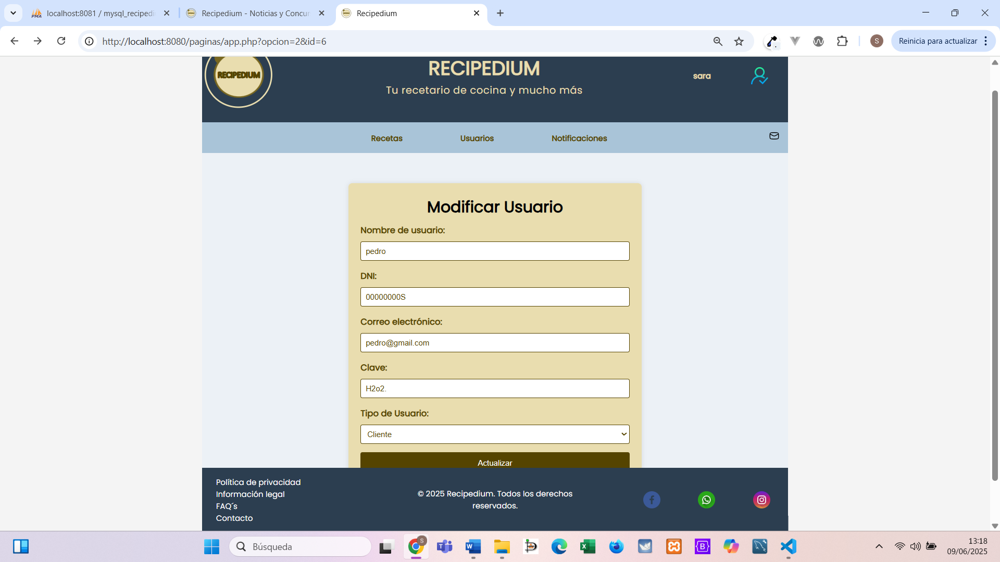 localhost:8081 / mysql_recipedi
Recipedium - Noticias y Concur
Recipedium
http://localhost:8080/paginas/app.php?opcion=2&id=6
S
Reinicia para actualizar
RECIPEDIUM
RECIPEDIUM
Tu recetario de cocina y mucho más
sara
Recetas
Usuarios
Notificaciones
Modificar Usuario
Nombre de usuario:
pedro
DNI:
00000000S
Correo electrónico:
pedro@gmail.com
Clave:
H2o2.
Tipo de Usuario:
Cliente
Actualizar
Política de privacidad
Información legal
FAQ´s
Contacto
© 2025 Recipedium. Todos los derechos
reservados.
Búsqueda
13:18
09/06/2025